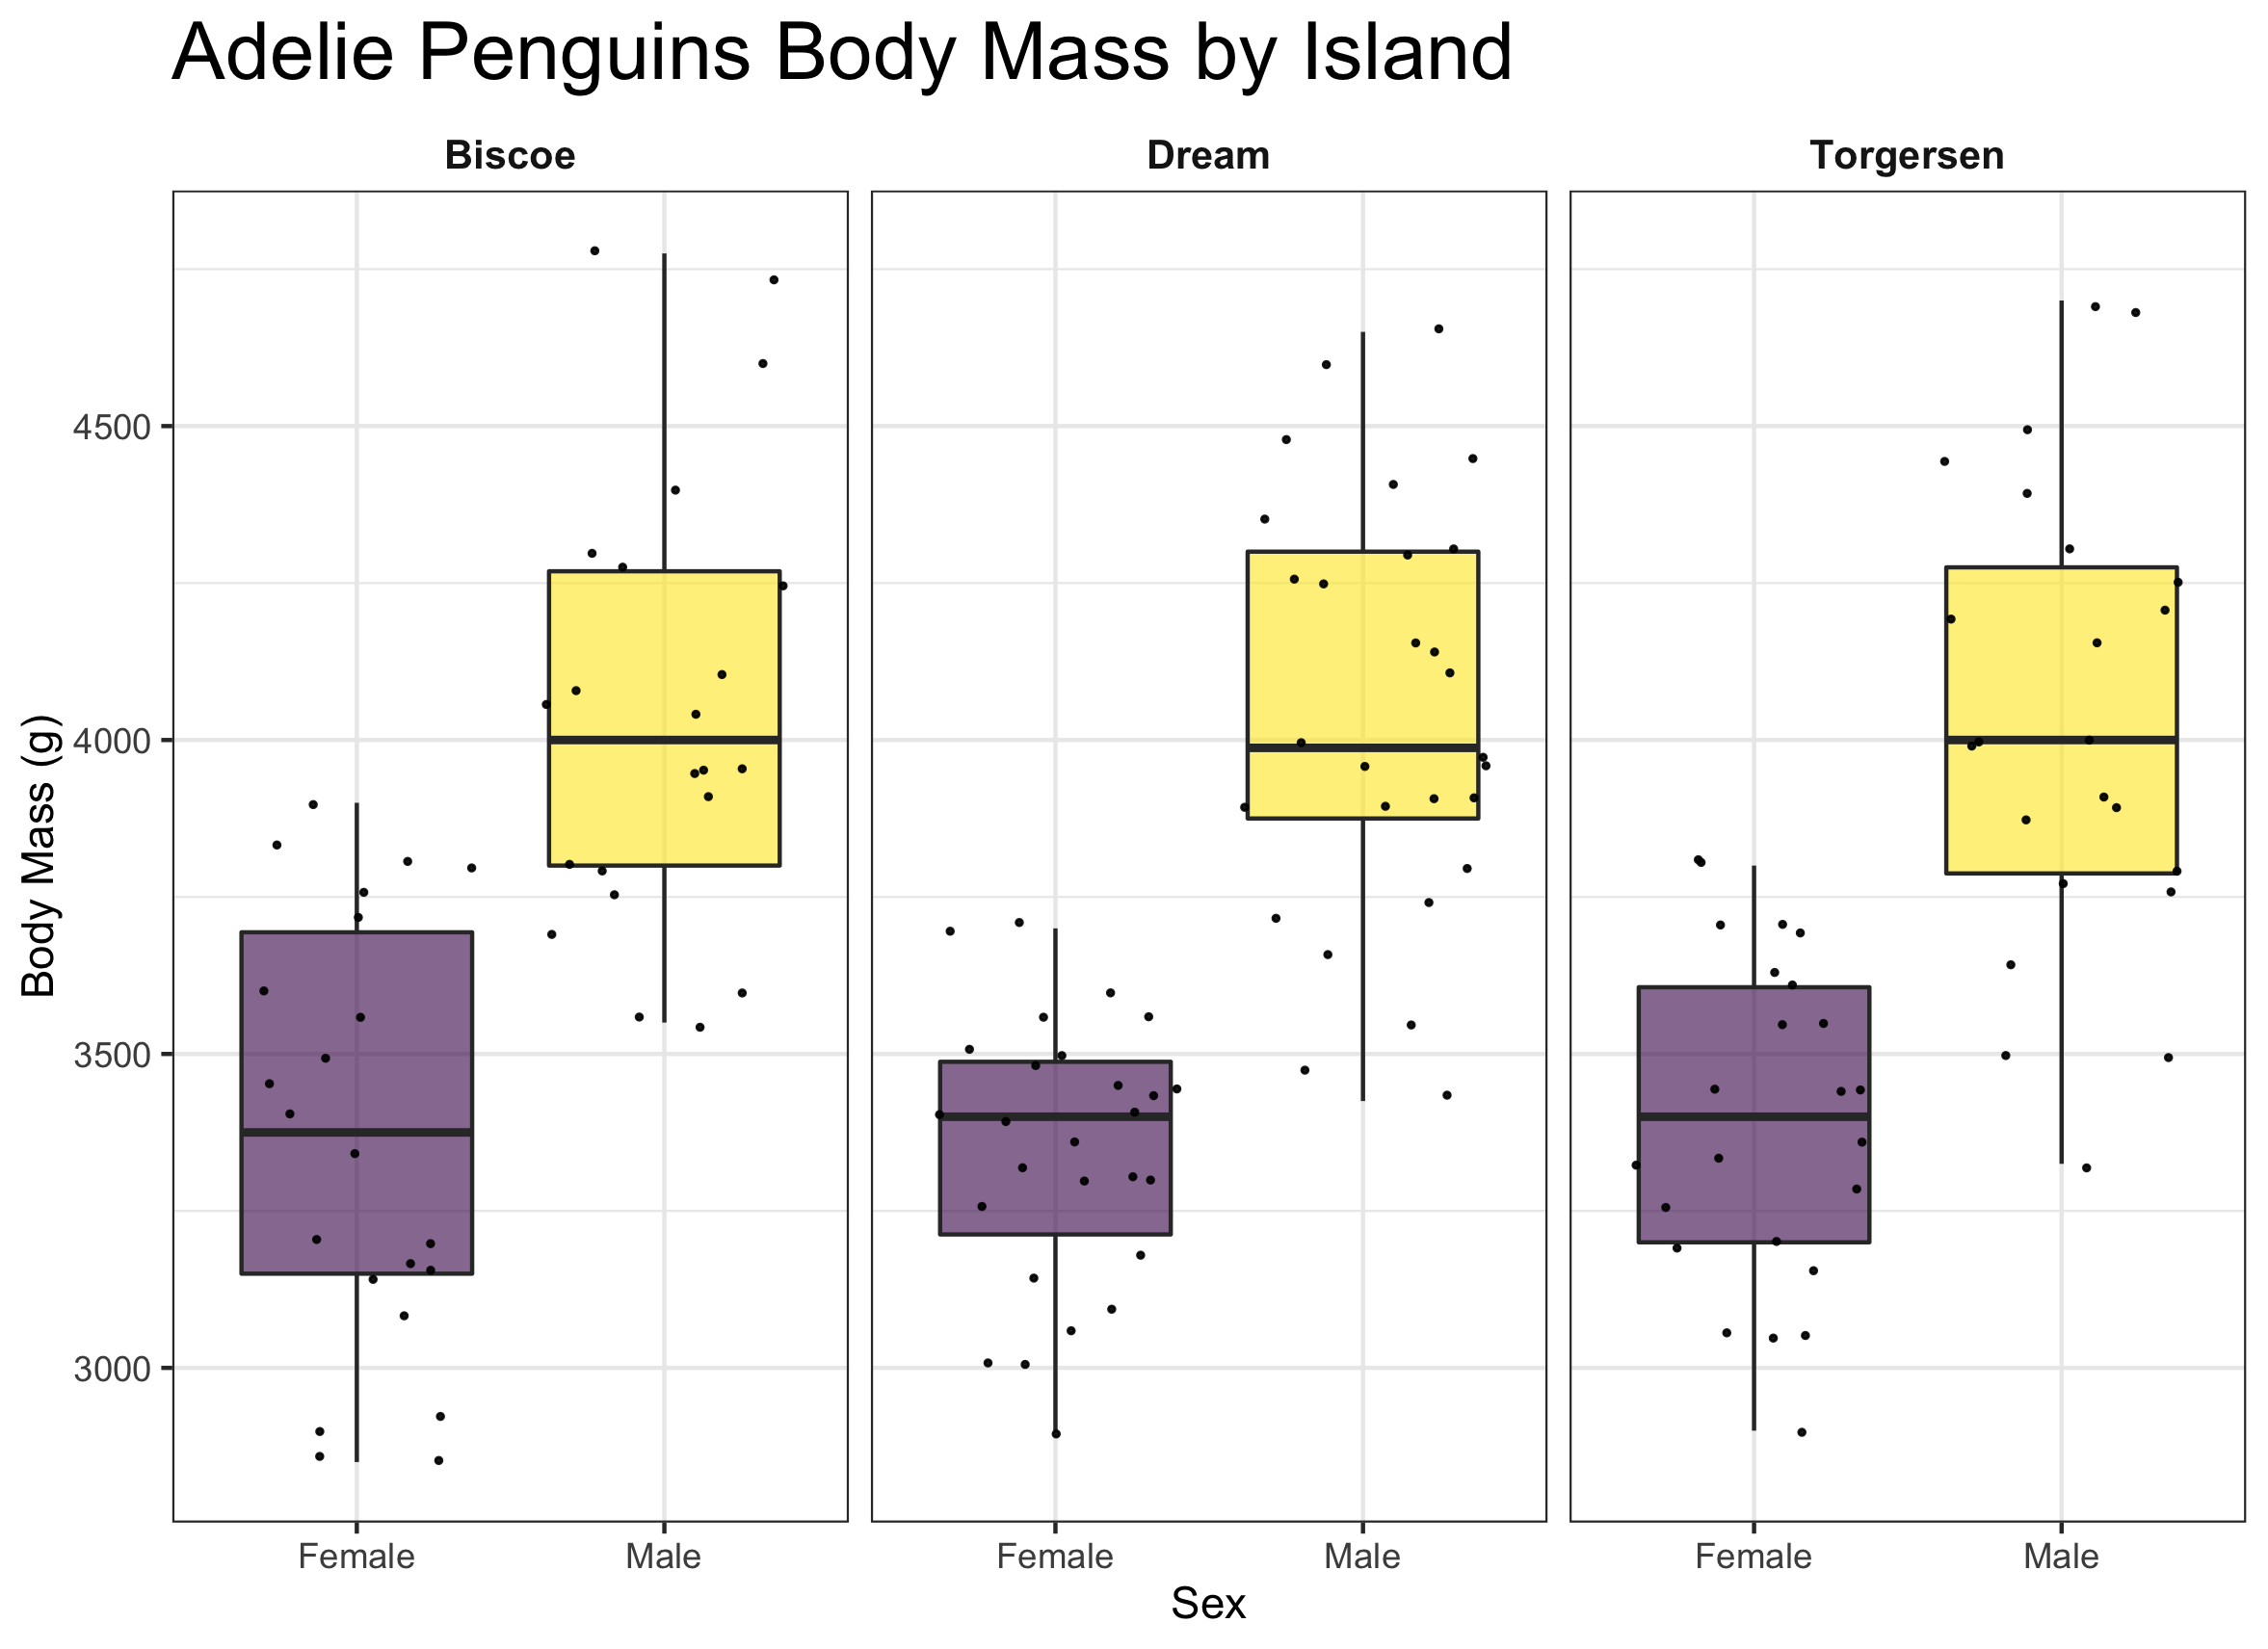 Adelie Penguins Body Mass by Island
Biscoe Dream Torgersen
Body Mass (g)
4500
4000
3500
3000
Female Male Female Male Female Male
Sex